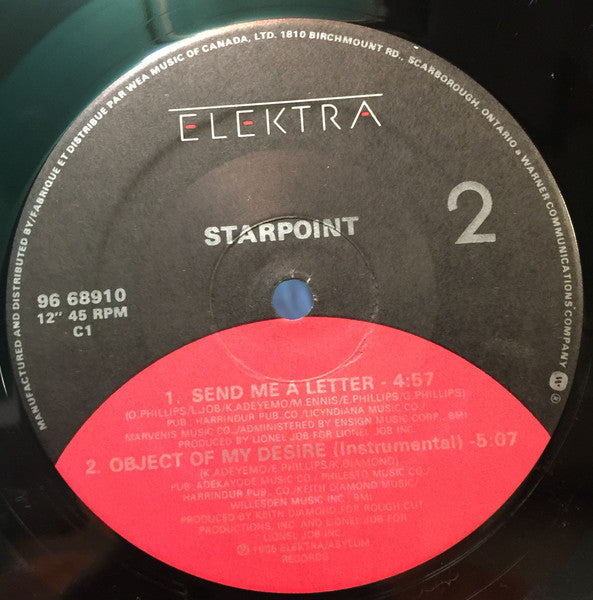 MANUFACTURED AND DISTRIBUTED BY/FABRIQUE ET DISTRIBUE PAR WEA MUSIC OF CANADA, LTD. 1810 BIRCHMOUNT RD., SCARBOROUGH, ONTARIO a WARNER COMMUNICATIONS COMPANY
ELEKTRA
2
STARPOINT
96 68910
12" 45 RPM
C1
1. SEND ME A LETTER - 4:57
(O.PHILLIPS/L.JOB/K.ADEYEMO/M.ENNIS/E.PHILLIPS/G.PHILLIPS)
PUB., HARRINDUR PUB. CO./LICYNDIANA MUSIC CO./
MARVENIS MUSIC CO./ADMINISTERED BY ENSIGN MUSIC CORP., BMI
PRODUCED BY LIONEL JOB FOR LIONEL JOB INC.
2. OBJECT OF MY DESIRE (Instrumental) -5:07
(K.ADEYEMO/E.PHILLIPS/K.DIAMOND)
PUB. ADEKAYODE MUSIC CO./ PHILESTO MUSIC CO./
HARRINDUR PUB. CO./KEITH DIAMOND MUSIC/
WILLESDEN MUSIC INC. BMI
PRODUCED BY KEITH DIAMOND FOR ROUGH CUT
PRODUCTIONS, INC AND LIONEL JOB FOR
LIONEL JOB INC.
ELEKTRA/ASYLUM
RECORDS